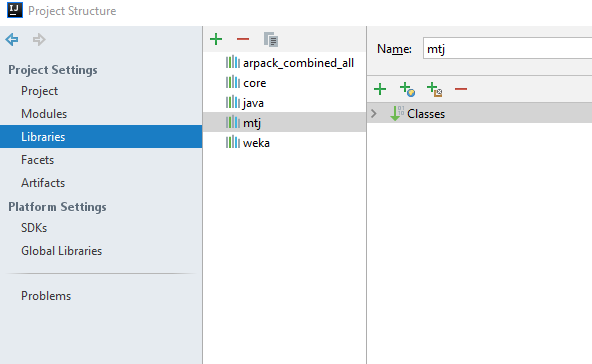 IJ Project Structure
Project Settings
Project
Modules
Libraries
Facets
Artifacts
Platform Settings
SDKs
Global Libraries
Problems
arpack_combined_all
core
java
mtj
weka
Name: mtj
Classes